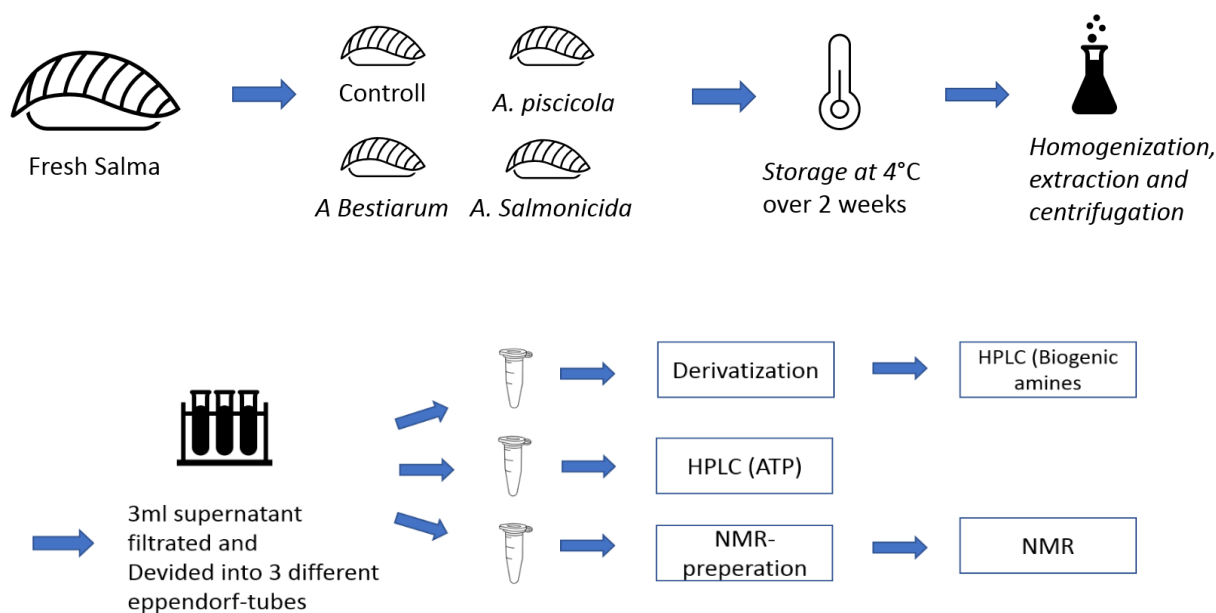 Fresh Salma
Controll
A. piscicola
A Bestiarum
A. Salmonicida
Storage at 4°C
over 2 weeks
Homogenization,
extraction and
centrifugation
3ml supernatant
filtrated and
Devided into 3 different
eppendorf-tubes
Derivatization
HPLC (Biogenic
amines
HPLC (ATP)
NMR-
preperation
NMR